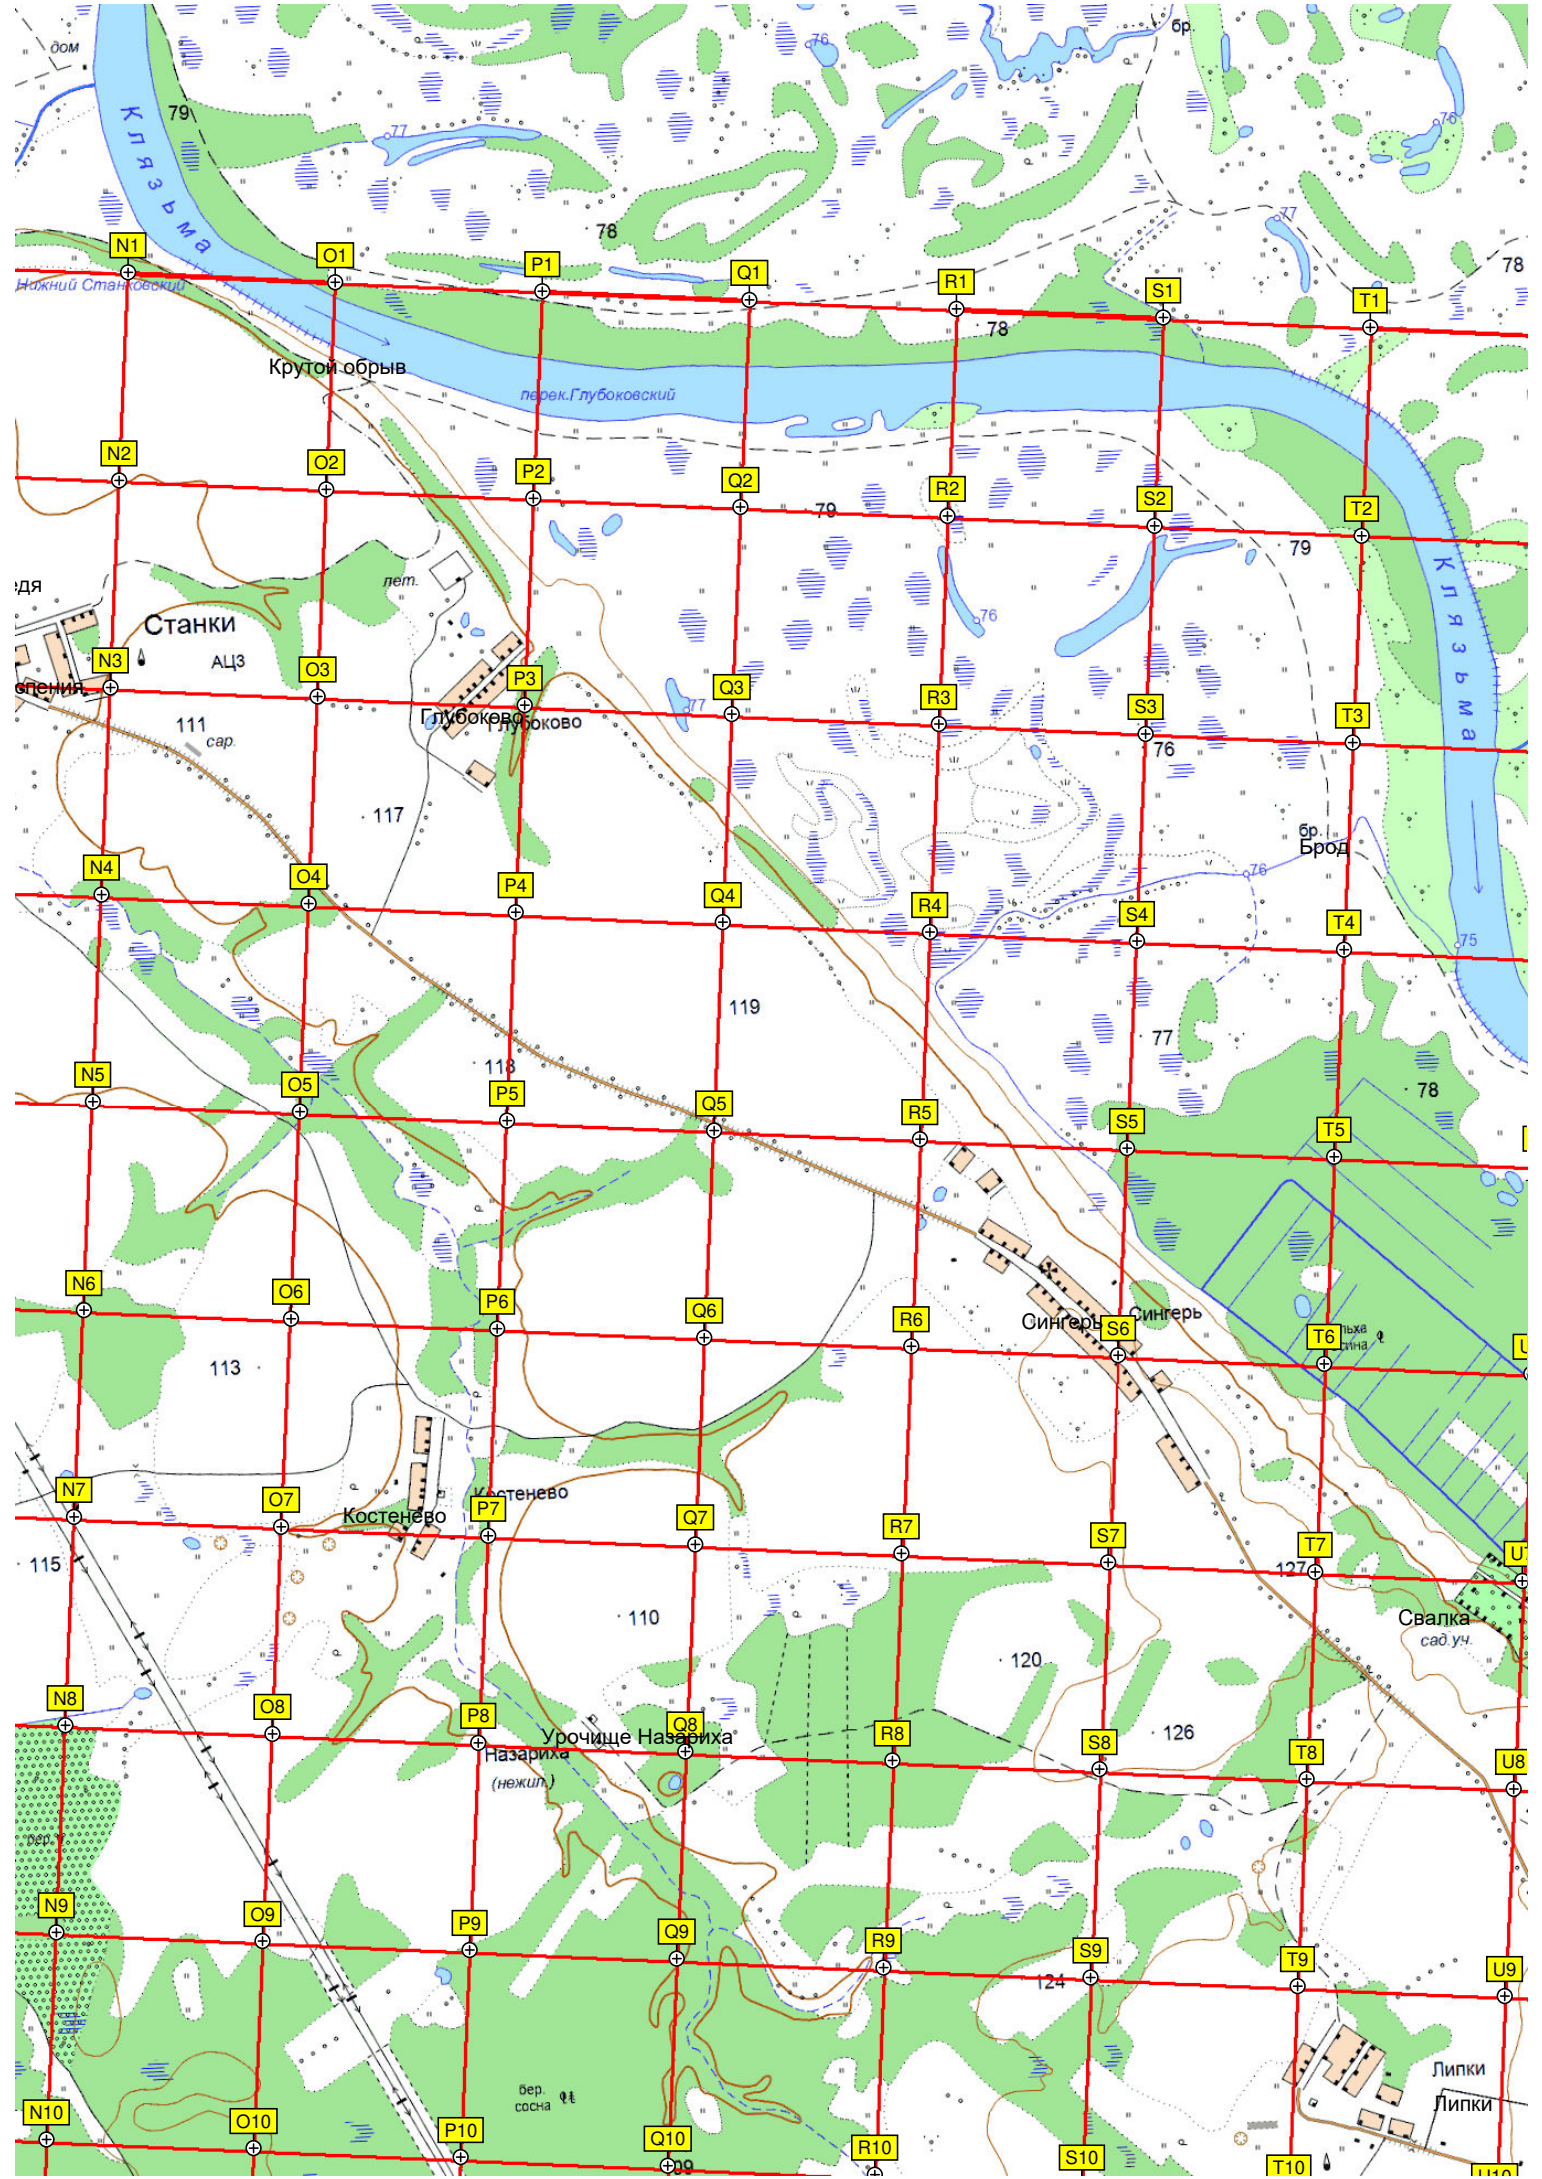 дом
76
бр.
79
77
76
Клязьма
78
77
78
N1
O1
P1
Q1
R1
S1
T1
Нижний Станковский
78
Крутой обрыв
перек.Глубоковский
N2
O2
P2
Q2
R2
S2
T2
79
79
лет.
76
Клязьма
Станки
АЦЗ
N3
O3
P3
Q3
R3
S3
T3
77
111
сар.
Глубоково
Глубоково
76
117
бр.
Брод
76
N4
O4
P4
Q4
R4
S4
T4
75
119
77
118
78
N5
O5
P5
Q5
R5
S5
T5
N6
O6
P6
Q6
R6
S6
T6
Сингерь
Сингерь
113
N7
O7
P7
Q7
R7
S7
T7
Костенево
Костенево
115
127
110
Свалка
сад.уч.
120
N8
O8
P8
Q8
R8
S8
T8
U8
Урочище Назариха
126
Назариха
(нежил.)
N9
O9
P9
Q9
R9
S9
T9
U9
124
Липки
бер.
сосна
Липки
N10
O10
P10
Q10
R10
S10
T10
U10